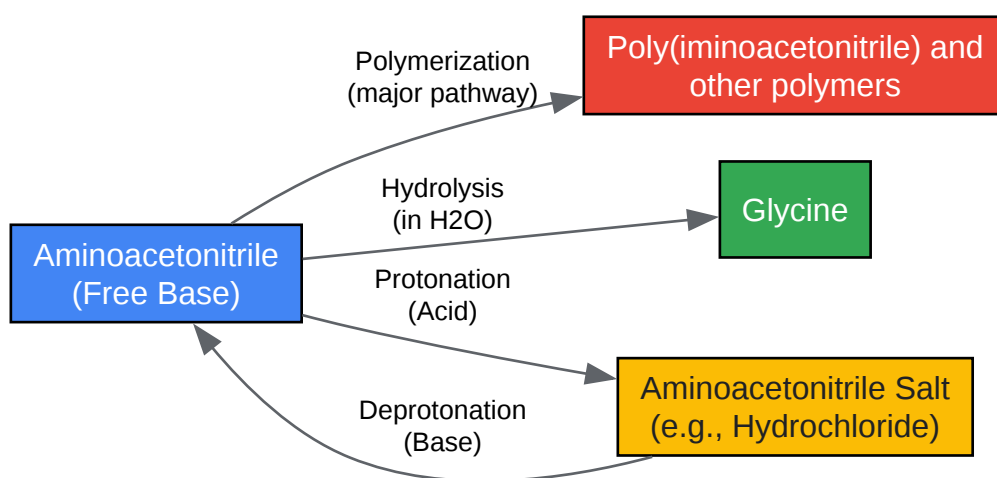 Polymerization
(major pathway)
Poly(iminoacetonitrile) and
other polymers
Hydrolysis
(in H2O)
Glycine
Aminoacetonitrile
(Free Base)
Protonation
(Acid)
Aminoacetonitrile Salt
(e.g., Hydrochloride)
Deprotonation
(Base)